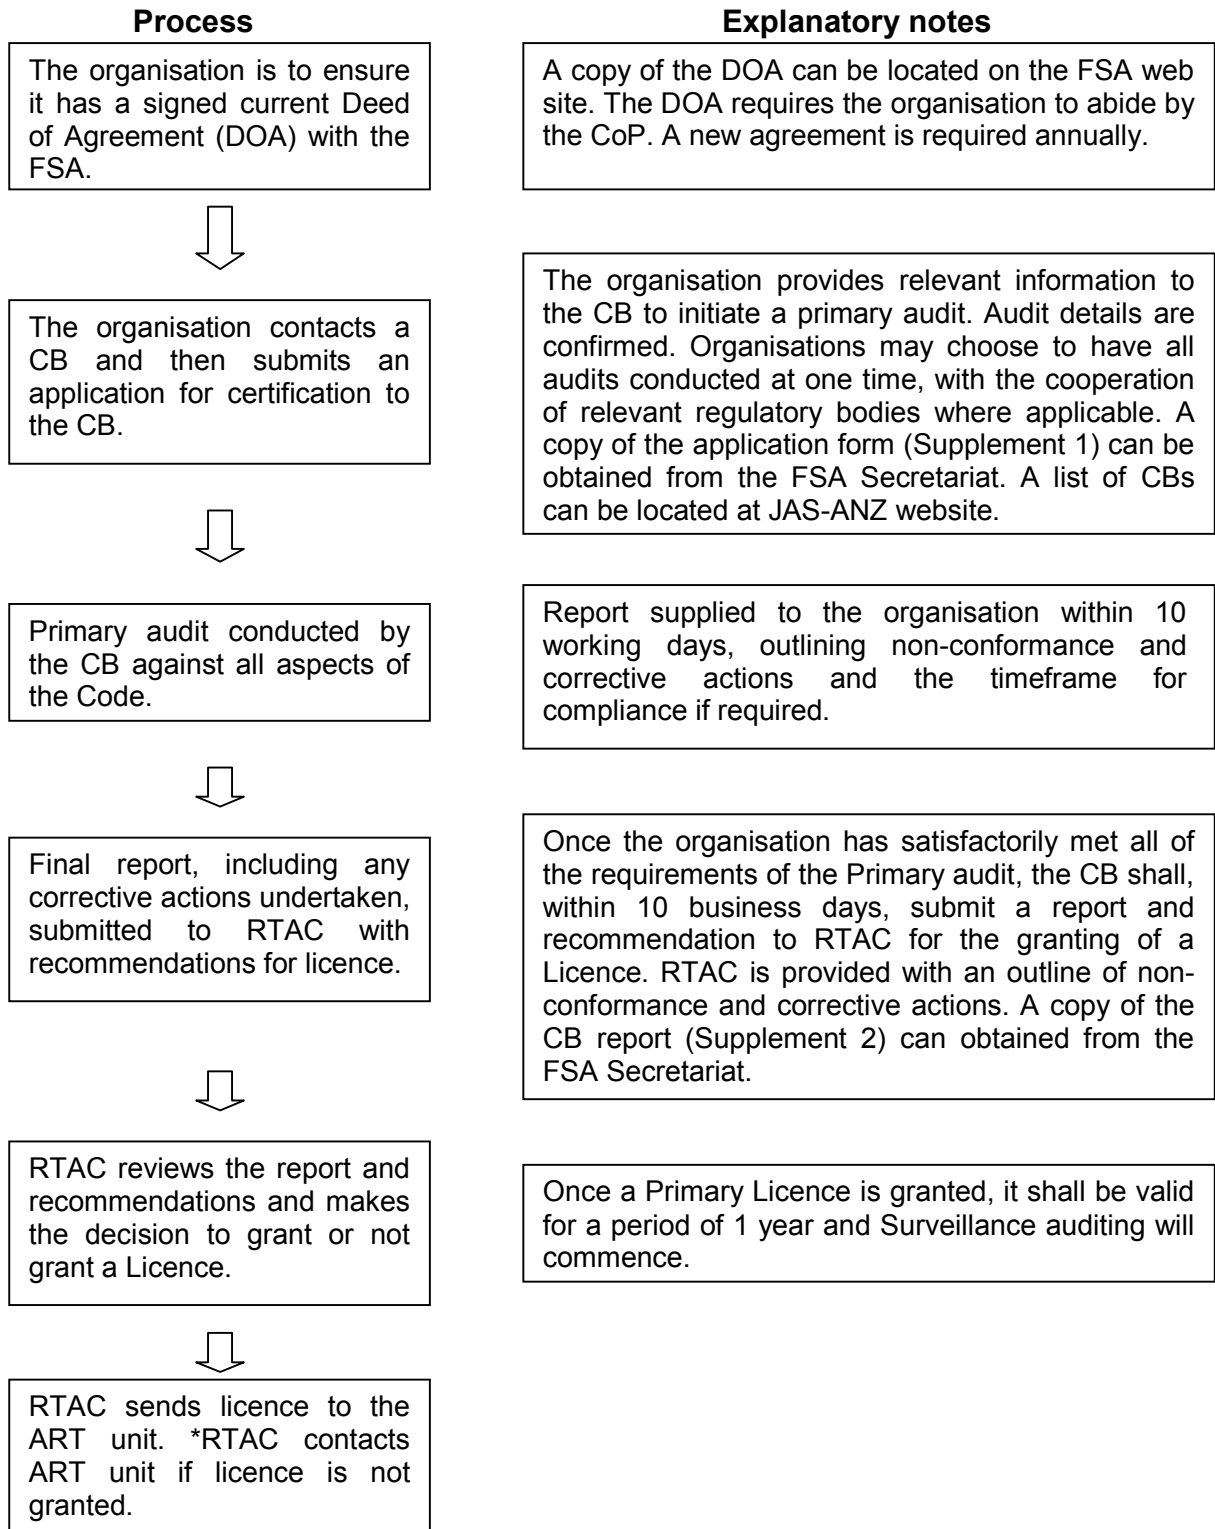 Process
Explanatory notes
The organisation is to ensure
it has a signed current Deed
of Agreement (DOA) with the
FSA.
A copy of the DOA can be located on the FSA web
site. The DOA requires the organisation to abide by
the CoP. A new agreement is required annually.
The organisation contacts a
CB and then submits an
application for certification to
the CB.
The organisation provides relevant information to
the CB to initiate a primary audit. Audit details are
confirmed. Organisations may choose to have all
audits conducted at one time, with the cooperation
of relevant regulatory bodies where applicable. A
copy of the application form (Supplement 1) can be
obtained from the FSA Secretariat. A list of CBs
can be located at JAS-ANZ website.
Primary audit conducted by
the CB against all aspects of
the Code.
Report supplied to the organisation within 10
working days, outlining non-conformance and
corrective actions and the timeframe for
compliance if required.
Final report, including any
corrective actions undertaken,
submitted to RTAC with
recommendations for licence.
Once the organisation has satisfactorily met all of
the requirements of the Primary audit, the CB shall,
within 10 business days, submit a report and
recommendation to RTAC for the granting of a
Licence. RTAC is provided with an outline of non-
conformance and corrective actions. A copy of the
CB report (Supplement 2) can obtained from the
FSA Secretariat.
RTAC reviews the report and
recommendations and makes
the decision to grant or not
grant a Licence.
Once a Primary Licence is granted, it shall be valid
for a period of 1 year and Surveillance auditing will
commence.
RTAC sends licence to the
ART unit. *RTAC contacts
ART unit if licence is not
granted.